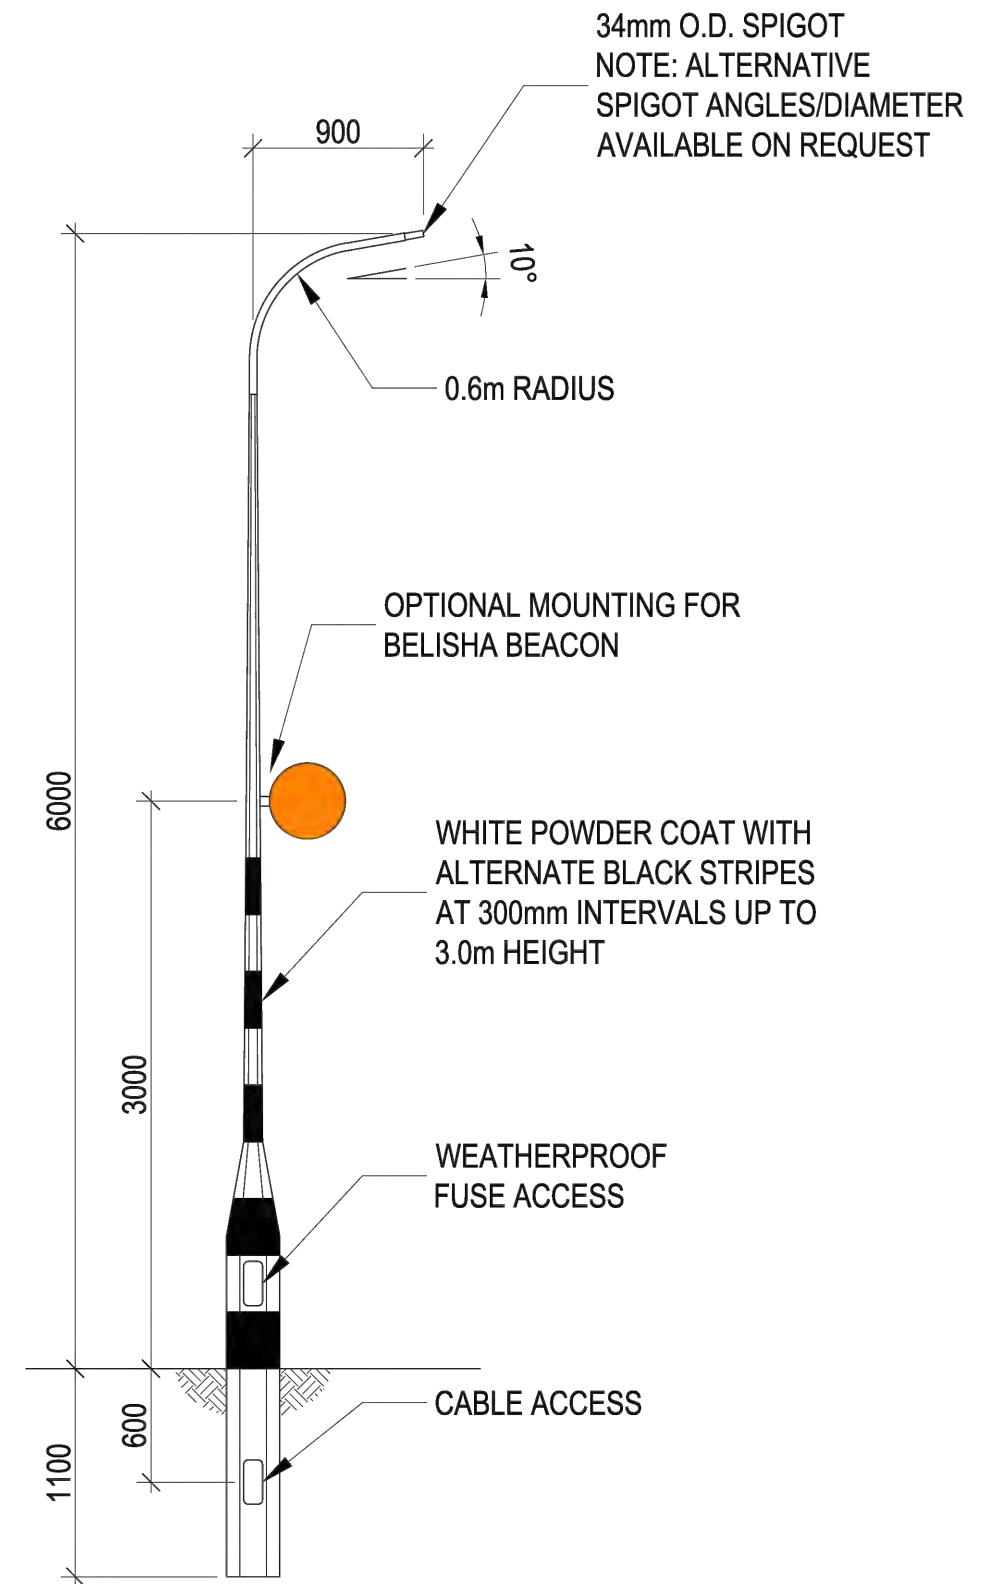 34mm O.D. SPIGOT
NOTE: ALTERNATIVE
SPIGOT ANGLES/DIAMETER
AVAILABLE ON REQUEST
900
10°
0.6m RADIUS
OPTIONAL MOUNTING FOR
BELISHA BEACON
6000
WHITE POWDER COAT WITH
ALTERNATE BLACK STRIPES
AT 300mm INTERVALS UP TO
3.0m HEIGHT
3000
WEATHERPROOF
FUSE ACCESS
CABLE ACCESS
600
1100